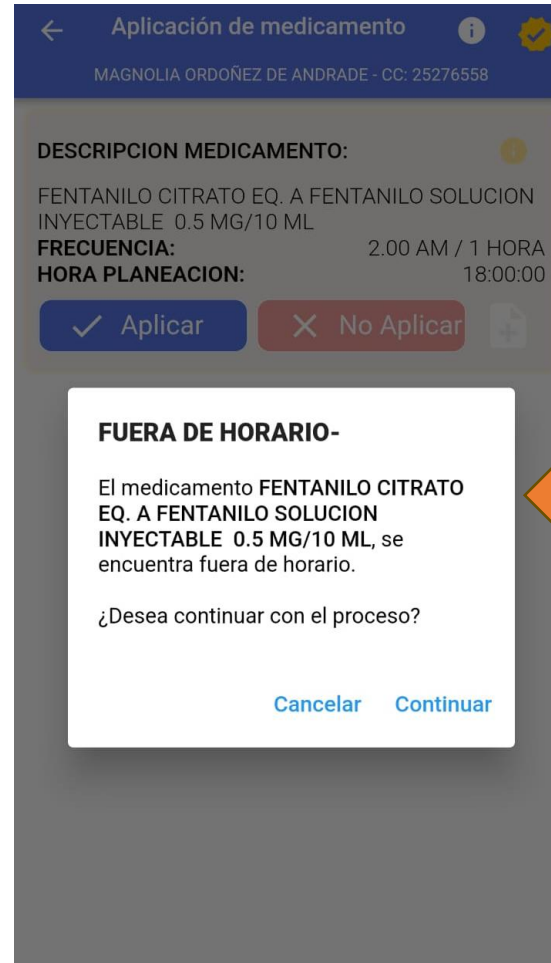 Aplicación de medicamento
MAGNOLIA ORDOÑEZ DE ANDRADE - CC: 25276558
DESCRIPCION MEDICAMENTO:
FENTANILO CITRATO EQ. A FENTANILO SOLUCION
INYECTABLE 0.5 MG/10 ML
FRECUENCIA: 2.00 AM / 1 HORA
HORA PLANEACION: 18:00:00
Aplicar No Aplicar
FUERA DE HORARIO-
El medicamento FENTANILO CITRATO
EQ. A FENTANILO SOLUCION
INYECTABLE 0.5 MG/10 ML, se
encuentra fuera de horario.
¿Desea continuar con el proceso?
Cancelar Continuar